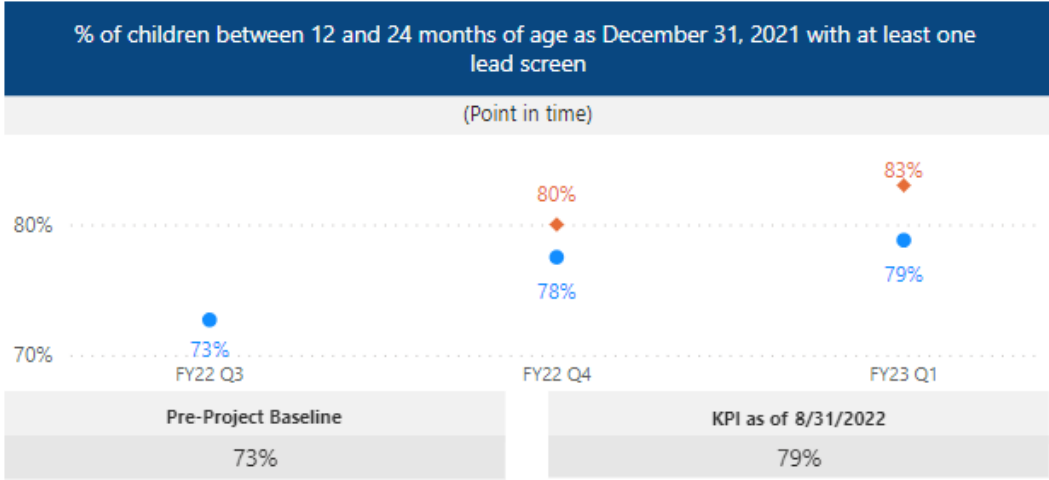 % of children between 12 and 24 months of age as December 31, 2021 with at least one
lead screen
(Point in time)
83%
80%
80%
79%
78%
73%
70%
FY22 Q3
FY22 Q4
FY23 Q1
Pre-Project Baseline
KPI as of 8/31/2022
73%
79%